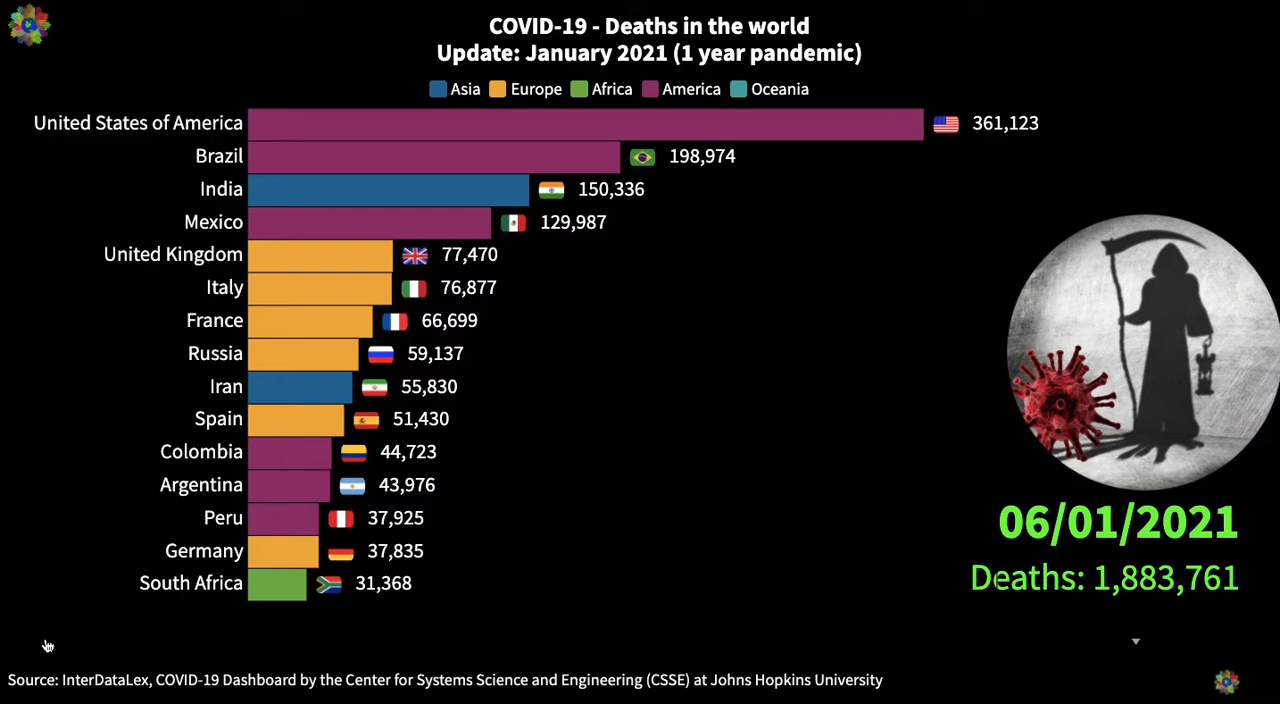 COVID-19 - Deaths in the world
Update: January 2021 (1 year pandemic)
Asia Europe Africa America Oceania
United States of America 361,123
Brazil 198,974
India 150,336
Mexico 129,987
United Kingdom 77,470
Italy 76,877
France 66,699
Russia 59,137
Iran 55,830
Spain 51,430
Colombia 44,723
Argentina 43,976
Peru 37,925
Germany 37,835
South Africa 31,368
06/01/2021
Deaths: 1,883,761
Source: InterDataLex, COVID-19 Dashboard by the Center for Systems Science and Engineering (CSSE) at Johns Hopkins University